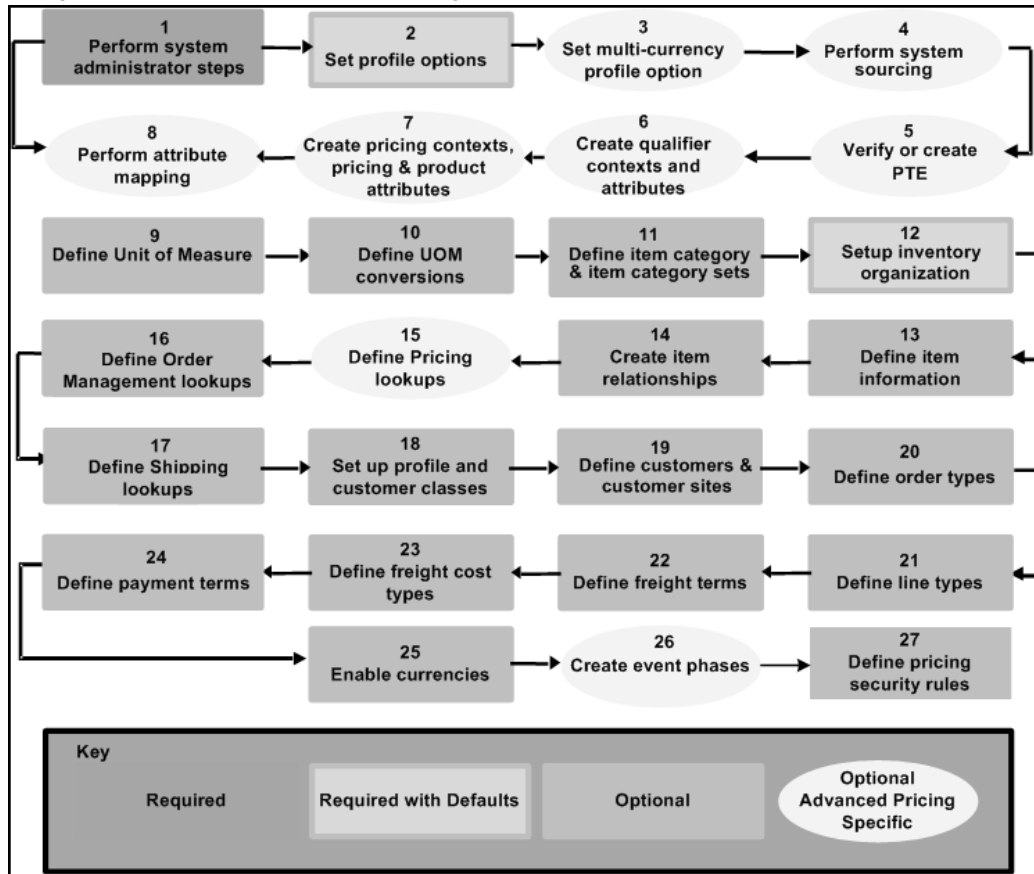 1
Perform system
administrator steps
2
Set profile options
3
Set multi-currency
profile option
4
Perform system
sourcing
8
Perform attribute
mapping
7
Create pricing contexts,
pricing & product
attributes
6
Create qualifier
contexts and
attributes
5
Verify or create
PTE
9
Define Unit of Measure
10
Define UOM
conversions
11
Define item category
& item category sets
12
Setup inventory
organization
16
Define Order
Management lookups
15
Define Pricing
lookups
14
Create item
relationships
13
Define item
information
17
Define Shipping
lookups
18
Set up profile and
customer classes
19
Define customers &
customer sites
20
Define order types
24
Define payment terms
23
Define freight cost
types
22
Define freight terms
21
Define line types
25
Enable currencies
26
Create event phases
27
Define pricing
security rules
Key
Required
Required with Defaults
Optional
Optional
Advanced Pricing
Specific